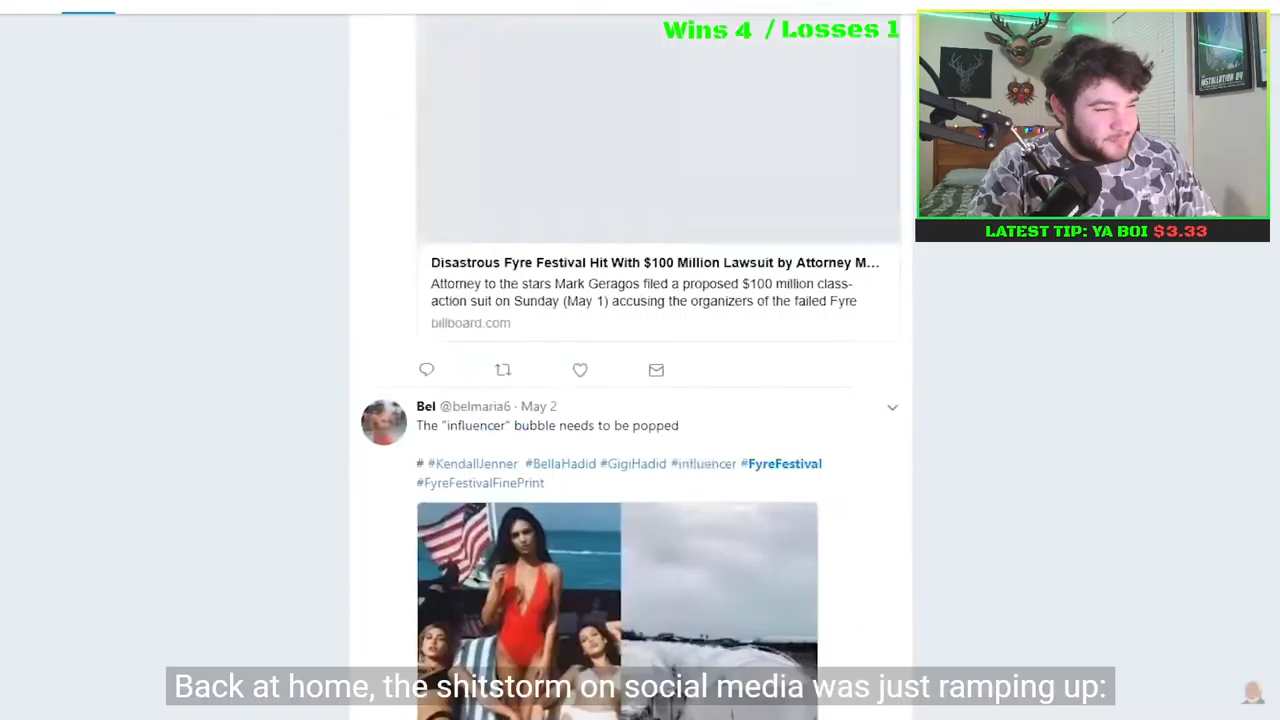 Wins 4 / Losses 1
INSTALLATION 04
LATEST TIP: YA BOI $3.33
Disastrous Fyre Festival Hit With $100 Million Lawsuit by Attorney M...
Attorney to the stars Mark Geragos filed a proposed $100 million class-
action suit on Sunday (May 1) accusing the organizers of the failed Fyre
billboard.com
Bel @belmaria6 · May 2
The "influencer" bubble needs to be popped
# #KendallJenner #BellaHadid #GigiHadid #influencer #FyreFestival
#FyreFestivalFinePrint
Back at home, the shitstorm on social media was just ramping up: